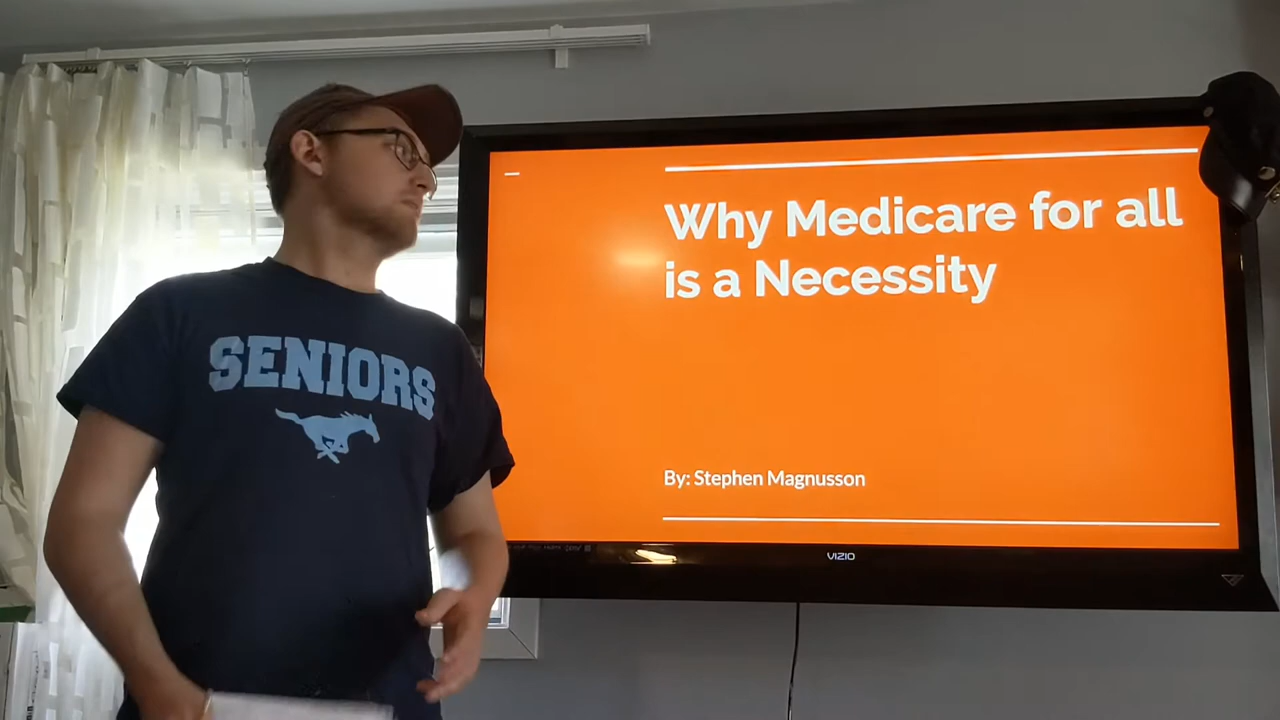 SENIORS
Why Medicare for all
is a Necessity
By: Stephen Magnusson
VIZIO